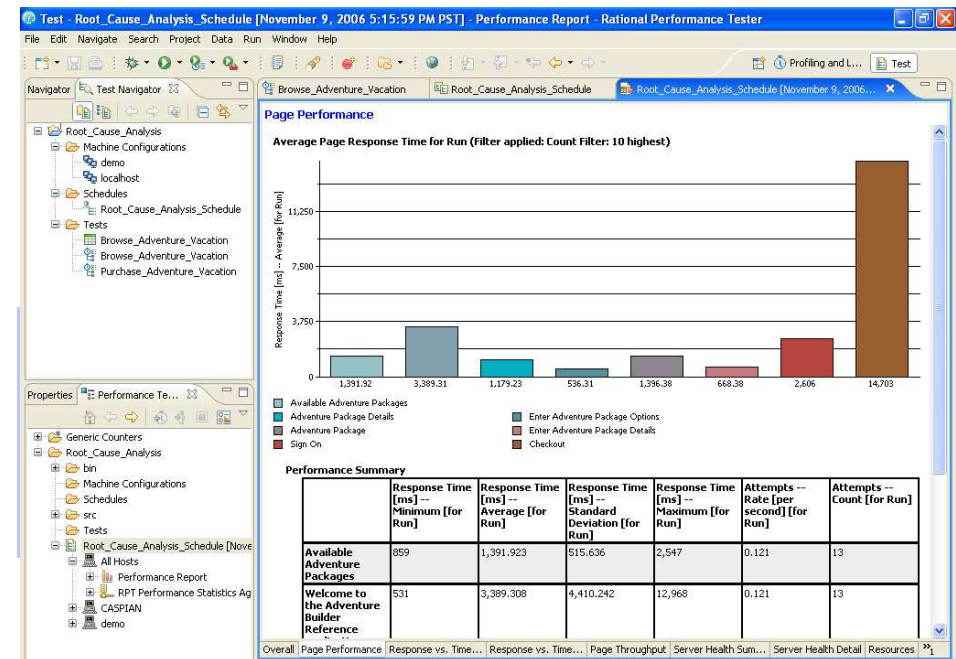 Test - Root_Cause_Analysis_Schedule [November 9, 2006 5:15:59 PM PST] - Performance Report - Rational Performance Tester
File Edit Navigate Search Project Data Run Window Help
Profiling and L... Test
Navigator Test Navigator
Root_Cause_Analysis
Machine Configurations
demo
localhost
Schedules
Root_Cause_Analysis_Schedule
Tests
Browse_Adventure_Vacation
Browse_Adventure_Vacation
Purchase_Adventure_Vacation
Properties Performance Te...
Generic Counters
Root_Cause_Analysis
bin
Machine Configurations
Schedules
src
Tests
Root_Cause_Analysis_Schedule [Nove
All Hosts
Performance Report
RPT Performance Statistics Ag
CASPIAN
demo
Browse_Adventure_Vacation Root_Cause_Analysis_Schedule Root_Cause_Analysis_Schedule [November 9, 2006...
Page Performance
Average Page Response Time for Run (Filter applied: Count Filter: 10 highest)
Response Time [ms] -- Average [for Run]
11,250
7,500
3,750
0
1,391.92 3,389.31 1,179.23 536.31 1,396.38 668.38 2,606 14,703
Available Adventure Packages
Adventure Package Details Enter Adventure Package Options
Adventure Package Enter Adventure Package Details
Sign On Checkout
Performance Summary
Response Time [ms] -- Minimum [for Run] Response Time [ms] -- Average [for Run] Response Time [ms] -- Standard Deviation [for Run] Response Time [ms] -- Maximum [for Run] Attempts -- Rate [per second] [for Run] Attempts -- Count [for Run]
Available Adventure Packages 859 1,391.923 515.636 2,547 0.121 13
Welcome to the Adventure Builder Reference 531 3,389.308 4,410.242 12,968 0.121 13
Overall Page Performance Response vs. Time... Response vs. Time... Page Throughput Server Health Sum... Server Health Detail Resources »1